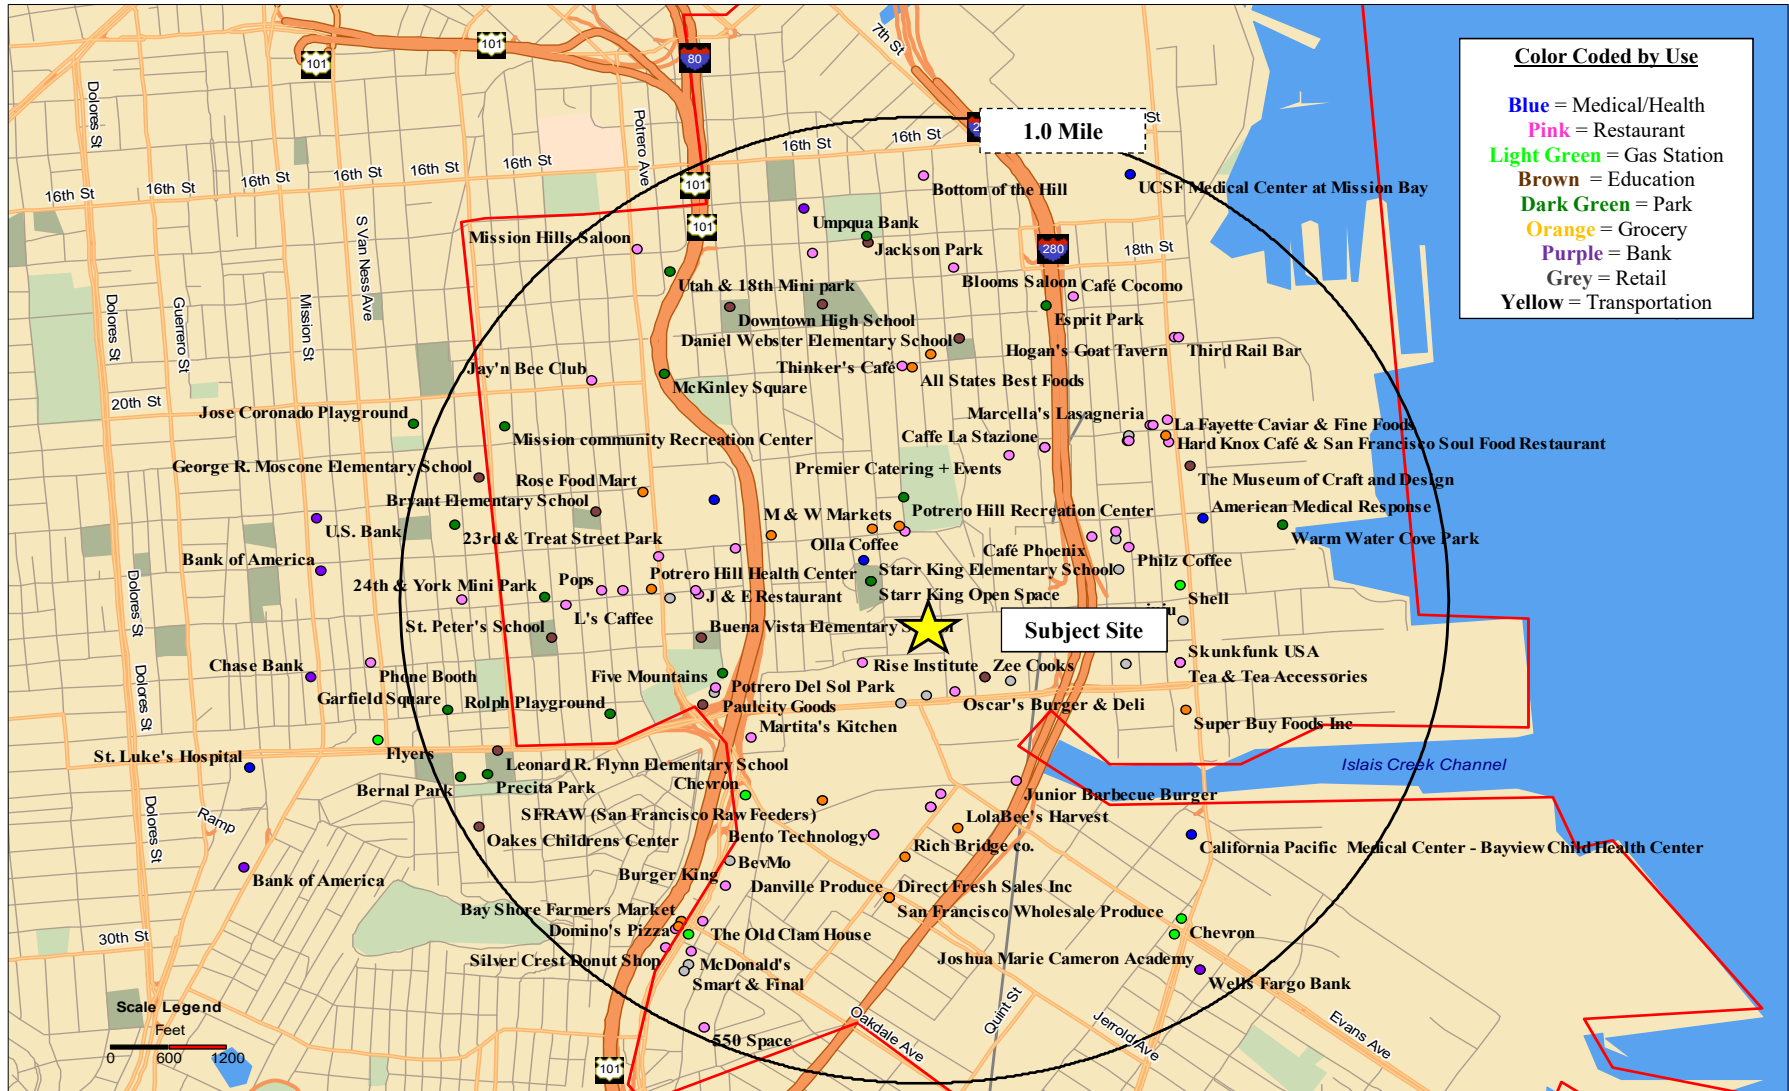 101
101
80
7th St
Color Coded by Use
Blue = Medical/Health
Pink = Restaurant
Light Green = Gas Station
Brown = Education
Dark Green = Park
Orange = Grocery
Purple = Bank
Grey = Retail
Yellow = Transportation
Dolores St
Potrero Ave
1.0 Mile
St
16th St
16th St
16th St
16th St
16th St
16th St
16th St
16th St
101
Bottom of the Hill
UCSF Medical Center at Mission Bay
S Van Ness Ave
101
Umpqua Bank
Mission Hills Saloon
Jackson Park
280
18th St
Utah & 18th Mini park
Blooms Saloon
Café Cocomo
Dolores St
Guerrero St
Mission St
Downtown High School
Esprit Park
Daniel Webster Elementary School
Hogan's Goat Tavern
Third Rail Bar
Jay'n Bee Club
Thinker's Café
All States Best Foods
McKinley Square
20th St
Jose Coronado Playground
Marcella's Lasagneria
La Fayette Caviar & Fine Foods
Mission community Recreation Center
Caffe La Stazione
Hard Knox Café & San Francisco Soul Food Restaurant
George R. Moscone Elementary School
Premier Catering + Events
Rose Food Mart
The Museum of Craft and Design
Bryant Elementary School
American Medical Response
M & W Markets
Potrero Hill Recreation Center
U.S. Bank
23rd & Treat Street Park
Olla Coffee
Café Phoenix
Warm Water Cove Park
Bank of America
Philz Coffee
Dolores St
24th & York Mini Park
Pops
Potrero Hill Health Center
Starr King Elementary School
J & E Restaurant
Starr King Open Space
Shell
L's Caffee
St. Peter's School
Buena Vista Elementary School
Subject Site
Chase Bank
Phone Booth
Five Mountains
Rise Institute
Zee Cooks
Skunkfunk USA
Tea & Tea Accessories
Dolores St
Garfield Square
Rolph Playground
Potrero Del Sol Park
Paulcity Goods
Oscar's Burger & Deli
Martita's Kitchen
Super Buy Foods Inc
St. Luke's Hospital
Flyers
Leonard R. Flynn Elementary School
Islais Creek Channel
Bernal Park
Precita Park
Chevron
Junior Barbecue Burger
Dolores St
Ramp
SFRAW (San Francisco Raw Feeders)
LolaBee's Harvest
Oakes Childrens Center
Bento Technology
Rich Bridge co.
California Pacific Medical Center - Bayview Child Health Center
BevMo
Bank of America
Burger King
Danville Produce
Direct Fresh Sales Inc
Bay Shore Farmers Market
San Francisco Wholesale Produce
30th St
Domino's Pizza
The Old Clam House
Chevron
Silver Crest Donut Shop
McDonald's
Joshua Marie Cameron Academy
Smart & Final
Wells Fargo Bank
Scale Legend
Feet
0 600 1200
550 Space
Oakdale Ave
Quint St
Jerrold Ave
Evans Ave
101